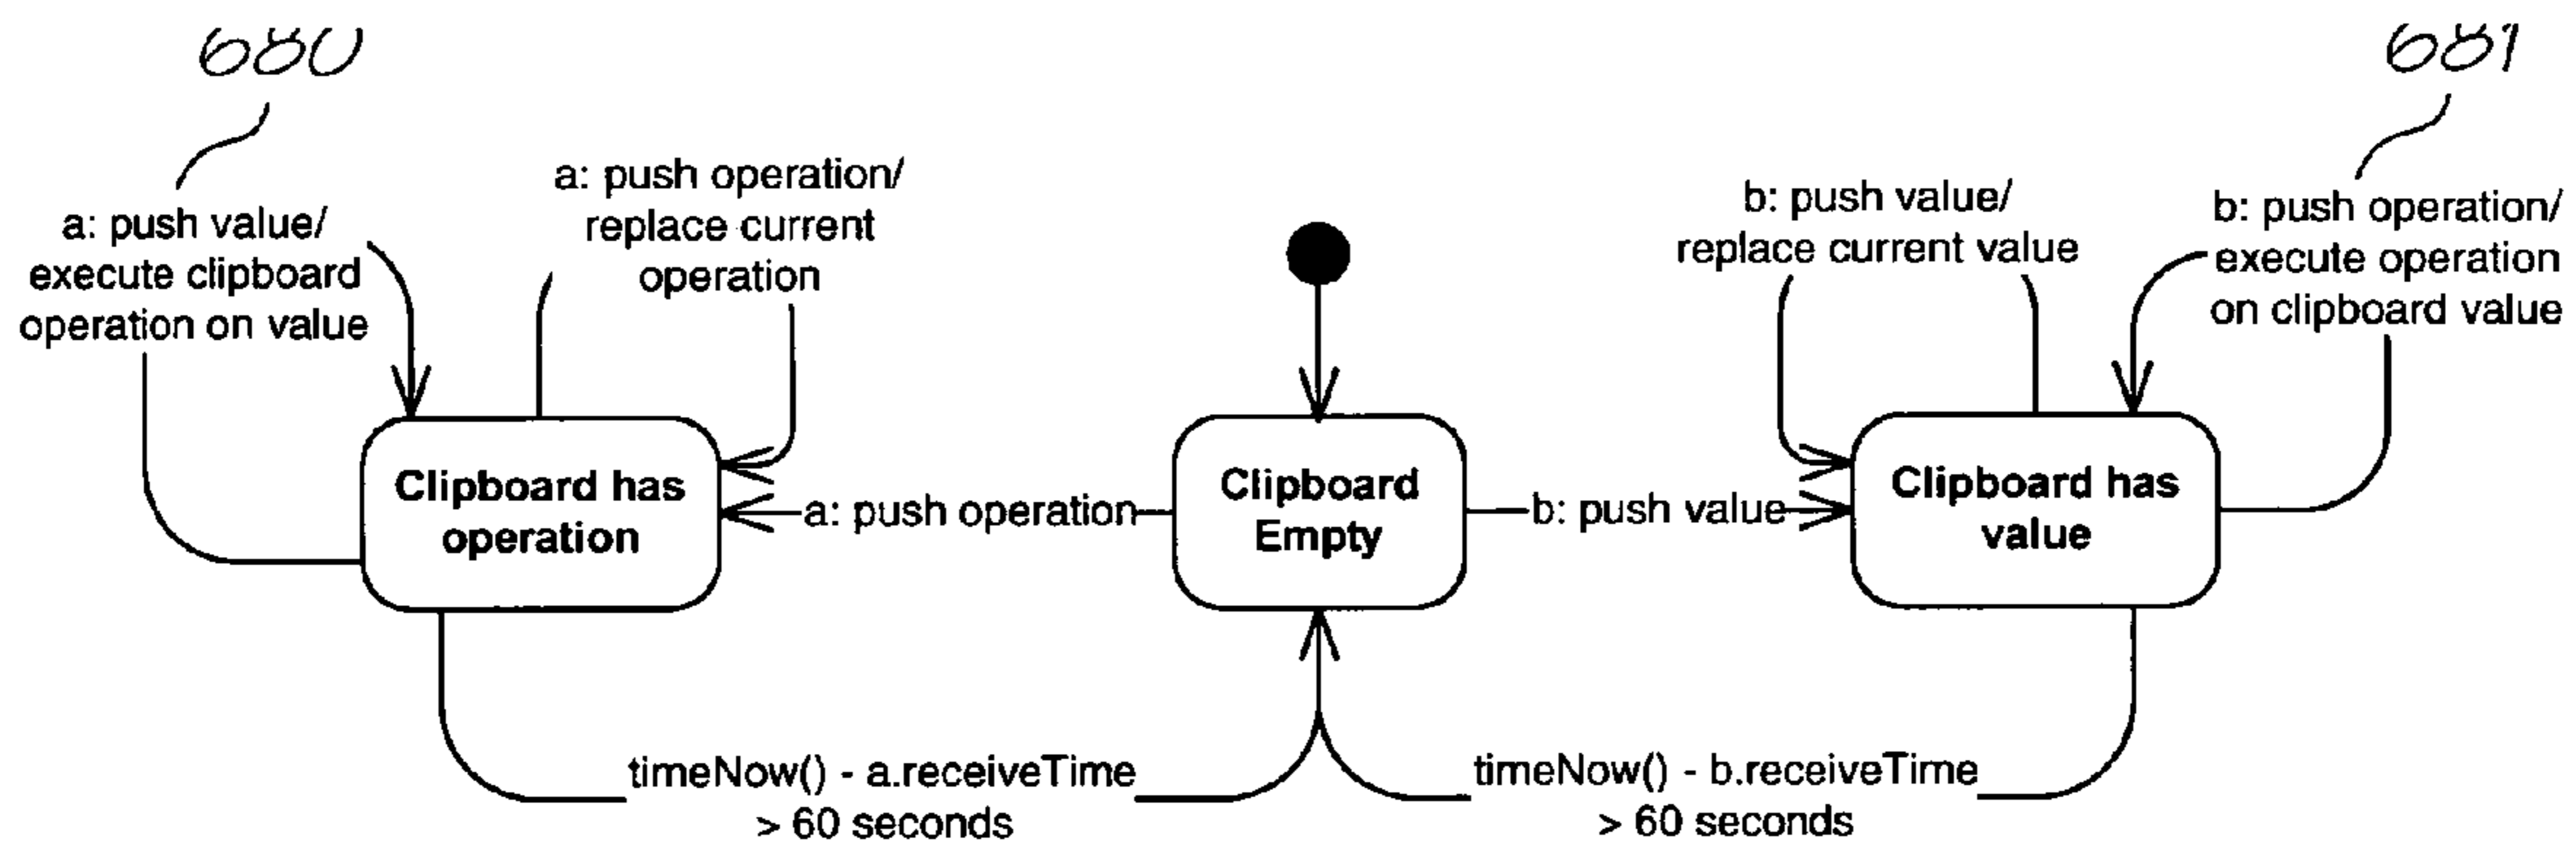 680
681
a: push value/
execute clipboard
operation on value
a: push operation/
replace current
operation
b: push value/
replace current value
b: push operation/
execute operation
on clipboard value
Clipboard has
operation
a: push operation
Clipboard
Empty
b: push value
Clipboard has
value
timeNow() - a.receiveTime
> 60 seconds
timeNow() - b.receiveTime
> 60 seconds